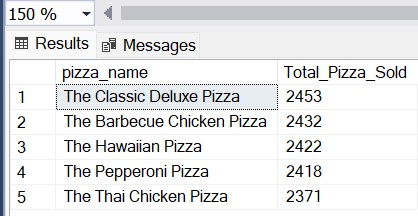 150 %
Results Messages
pizza_name Total_Pizza_Sold
1 The Classic Deluxe Pizza 2453
2 The Barbecue Chicken Pizza 2432
3 The Hawaiian Pizza 2422
4 The Pepperoni Pizza 2418
5 The Thai Chicken Pizza 2371